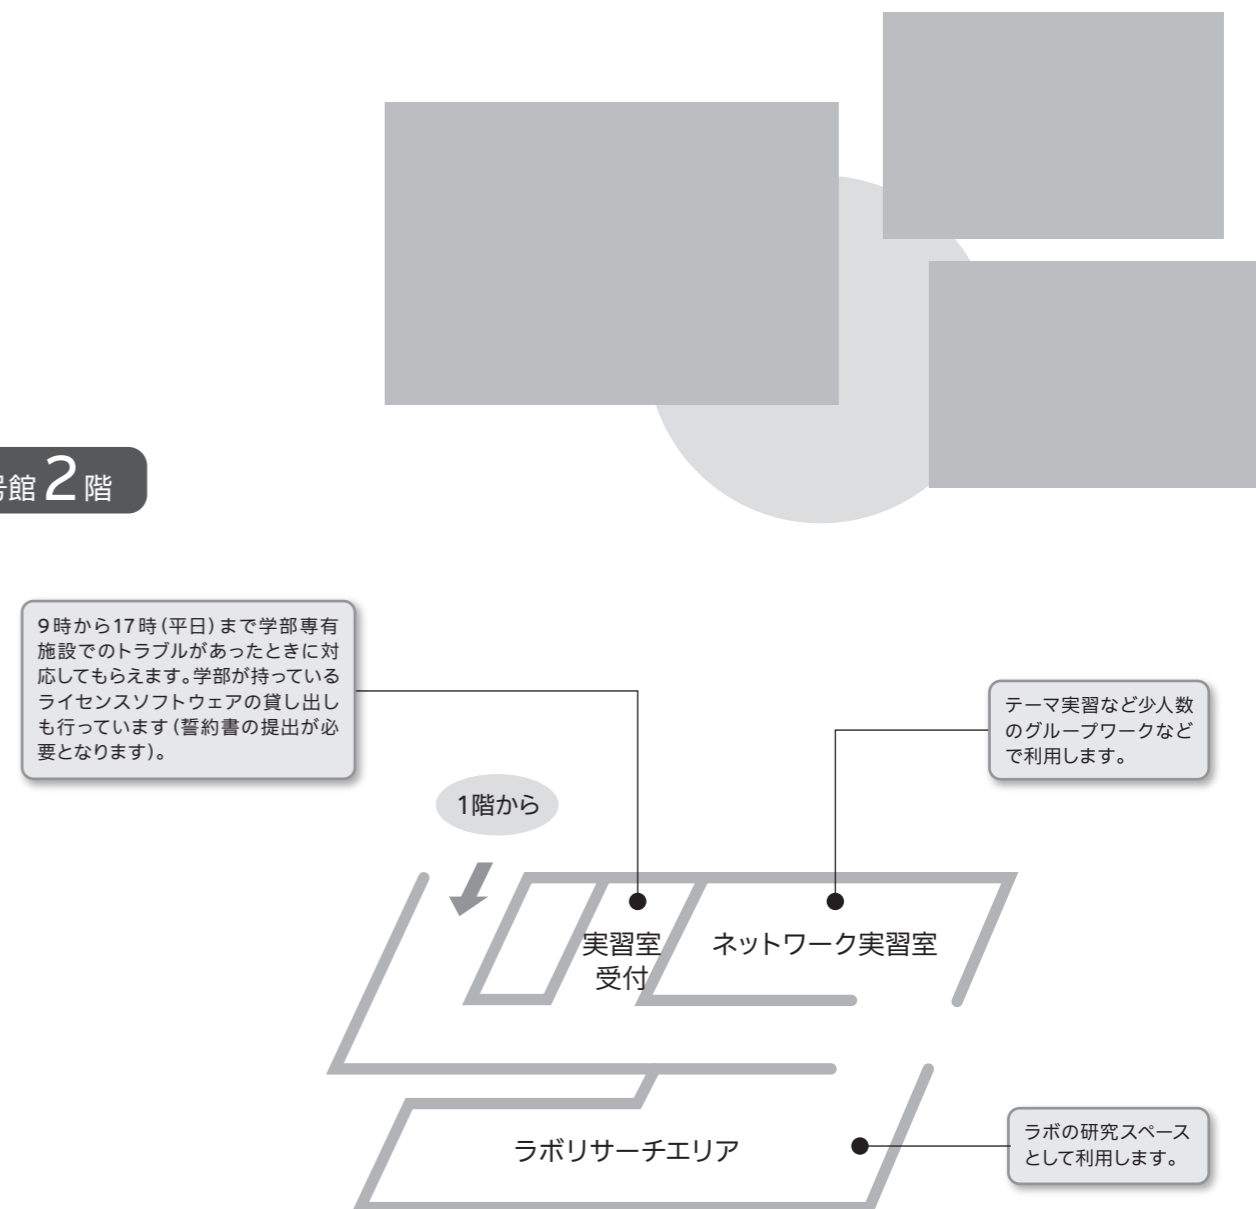 号館2階
9時から17時(平日)まで学部専有
施設でのトラブルがあったときに対
応してもらえます。学部が持っている
ライセンスソフトウェアの貸し出し
も行っています(誓約書の提出が必
要となります)。
テーマ実習など少人数
のグループワークなど
で利用します。
1階から
実習室
受付
ネットワーク実習室
ラボリサーチエリア
ラボの研究スペース
として利用します。